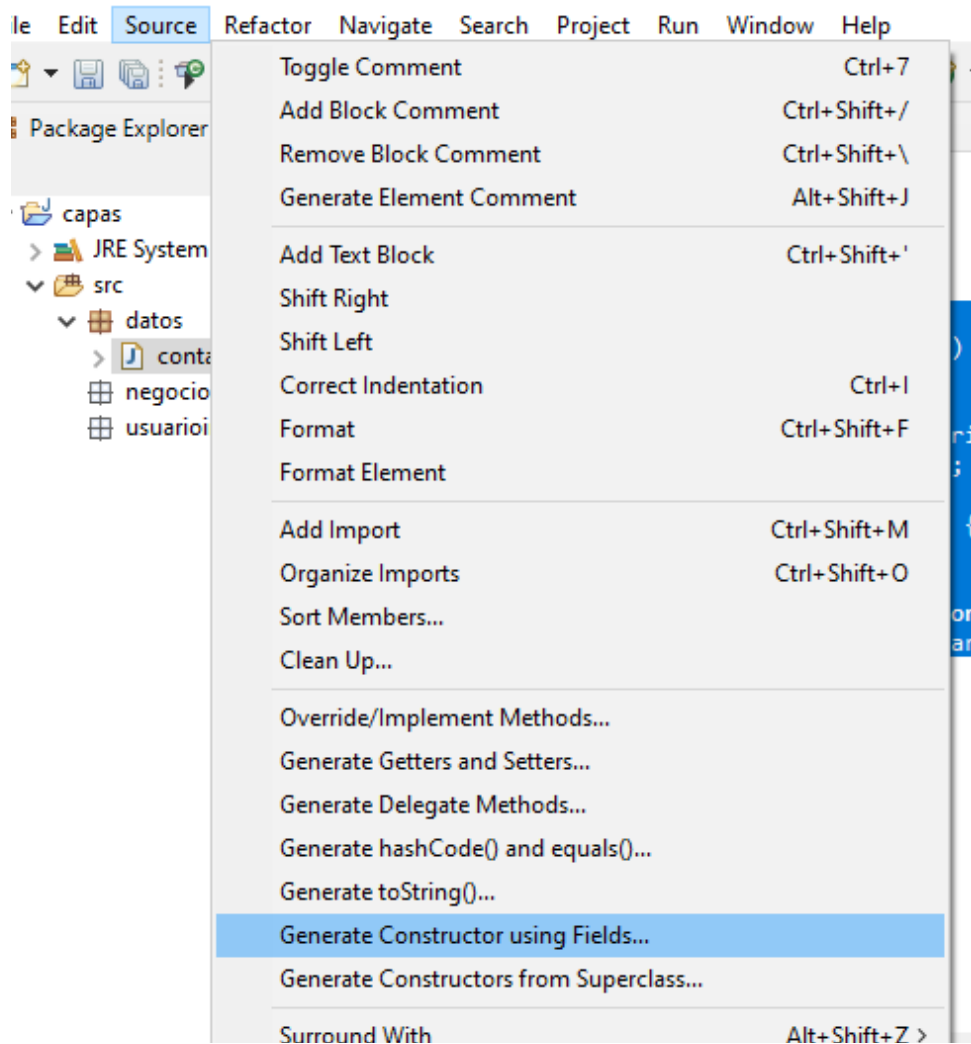 Edit Source Refactor Navigate Search Project Run Window Help
Toggle Comment Ctrl+7
Add Block Comment Ctrl+Shift+/
Package Explorer
Remove Block Comment Ctrl+Shift+\
Generate Element Comment Alt+Shift+J
capas
JRE System
Add Text Block Ctrl+Shift+'
src
Shift Right
datos
Shift Left
Correct Indentation Ctrl+I
negocio
Format Ctrl+Shift+F
Format Element
Add Import Ctrl+Shift+M
Organize Imports Ctrl+Shift+O
Sort Members...
Clean Up...
Override/Implement Methods...
Generate Getters and Setters...
Generate Delegate Methods...
Generate hashCode() and equals()...
Generate toString()...
Generate Constructor using Fields...
Generate Constructors from Superclass...
Surround With Alt+Shift+Z >